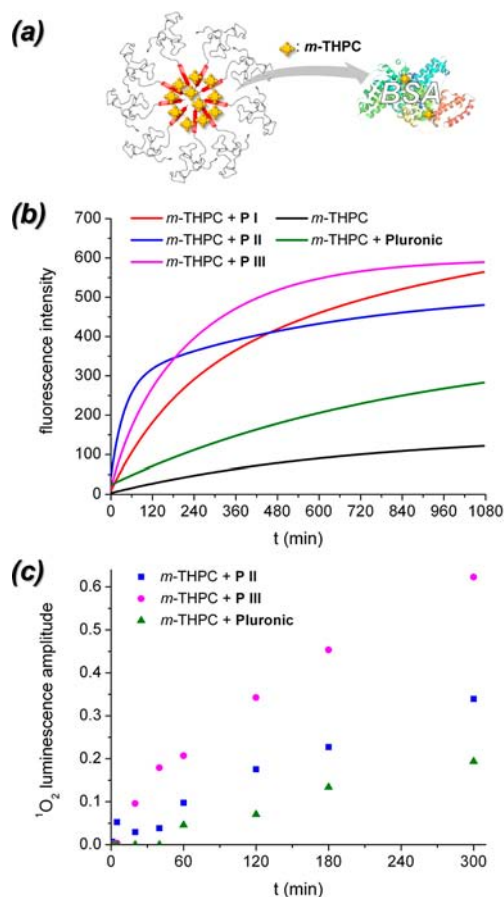 (a)
: m-THPC
BSA
(b)
m-THPC + P I
m-THPC
m-THPC + P II
m-THPC + Pluronic
m-THPC + P III
fluorescence intensity
700
600
500
400
300
200
100
0
0 120 240 360 480 600 720 840 960 1080
t (min)
(c)
m-THPC + P II
m-THPC + P III
m-THPC + Pluronic
¹O₂ luminescence amplitude
0.6
0.5
0.4
0.3
0.2
0.1
0.0
0 60 120 180 240 300
t (min)